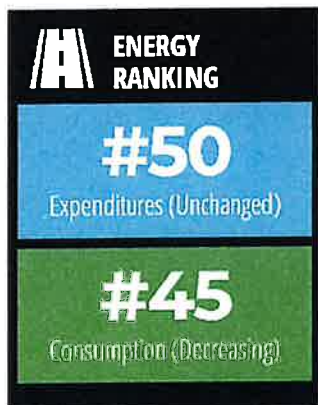 ENERGY
RANKING
#50
Expenditures (Unchanged)
#45
Consumption (Decreasing)